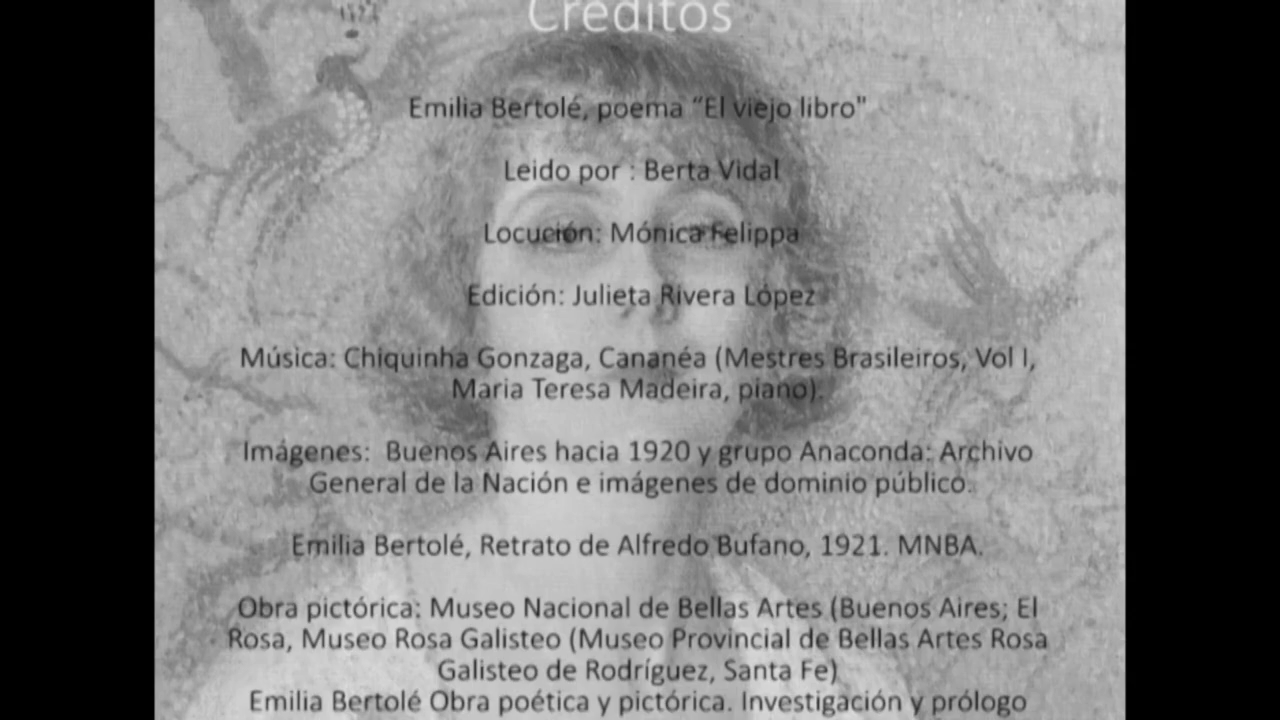 Créditos
Emilia Bertolé, poema “El viejo libro"
Leido por : Berta Vidal
Locución: Mónica Felippa
Edición: Julieta Rivera López
Música: Chiquinha Gonzaga, Cananéa (Mestres Brasileiros, Vol I,
Maria Teresa Madeira, piano).
Imágenes:  Buenos Aires hacia 1920 y grupo Anaconda: Archivo
General de la Nación e imágenes de dominio público.
Emilia Bertolé, Retrato de Alfredo Bufano, 1921. MNBA.
Obra pictórica: Museo Nacional de Bellas Artes (Buenos Aires; El
Rosa, Museo Rosa Galisteo (Museo Provincial de Bellas Artes Rosa
Galisteo de Rodríguez, Santa Fe)
Emilia Bertolé Obra poética y pictórica. Investigación y prólogo